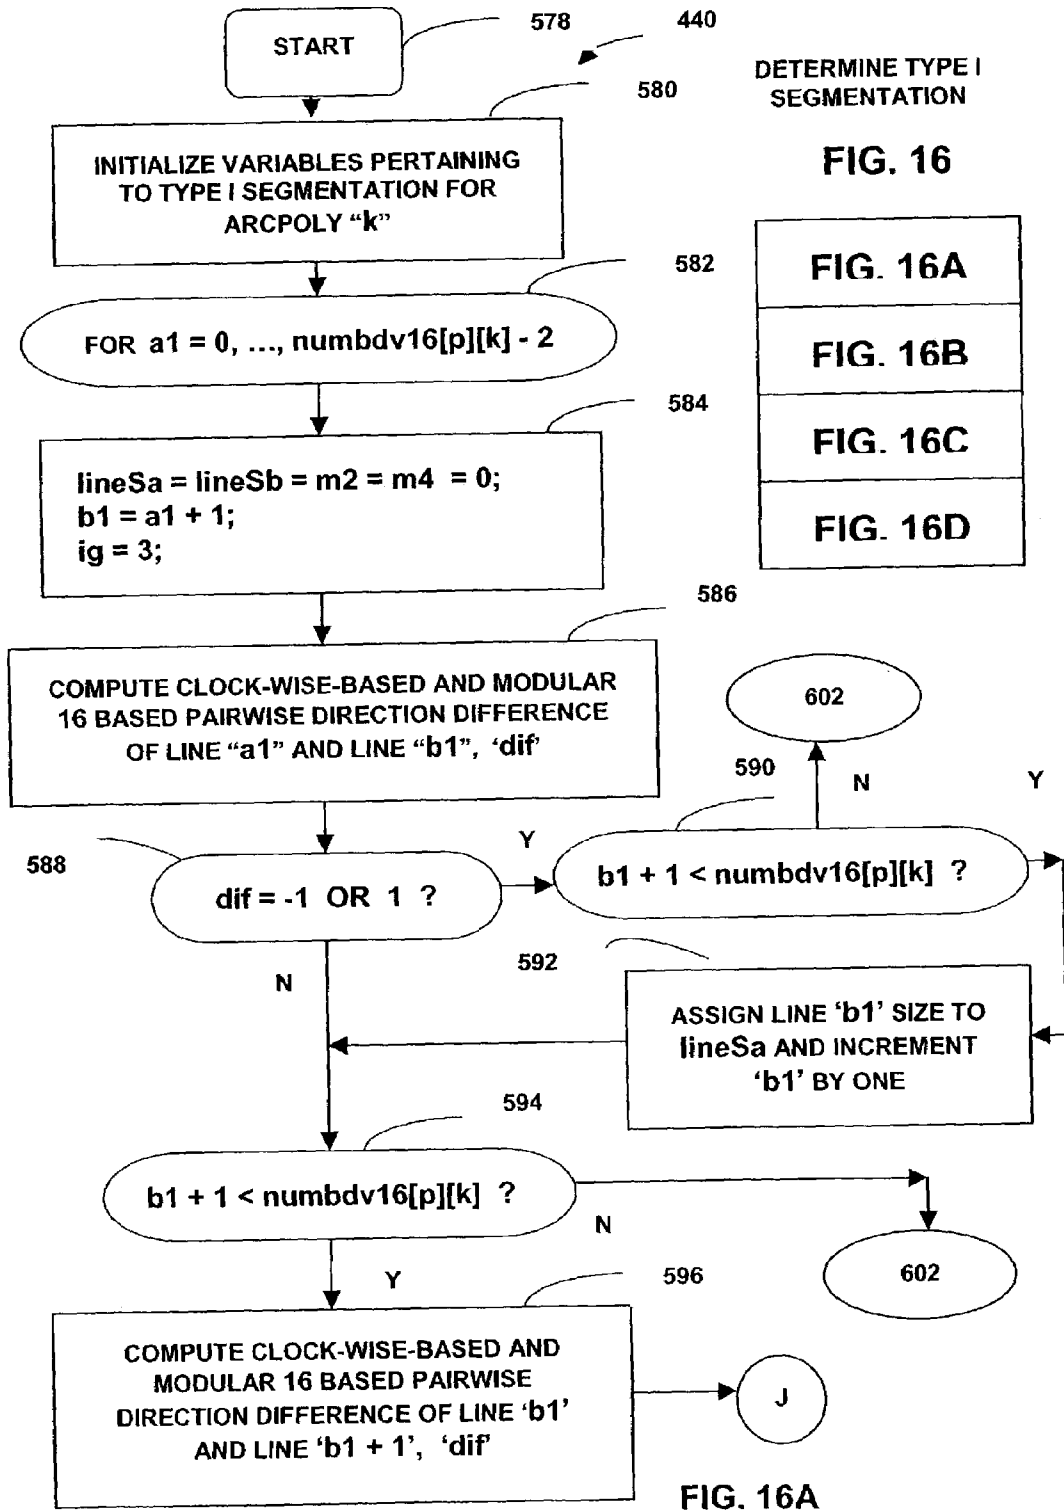 START
578
440
DETERMINE TYPE I
SEGMENTATION
580
FIG. 16
INITIALIZE VARIABLES PERTAINING
TO TYPE I SEGMENTATION FOR
ARCPOLY “k”
582
FIG. 16A
FIG. 16B
FIG. 16C
FIG. 16D
FOR a1 = 0, ..., numbdv16[p][k] - 2
584
lineSa = lineSb = m2 = m4 = 0;
b1 = a1 + 1;
ig = 3;
586
COMPUTE CLOCK-WISE-BASED AND MODULAR
16 BASED PAIRWISE DIRECTION DIFFERENCE
OF LINE “a1” AND LINE “b1”, ‘dif’
602
590
N
Y
588
dif = -1 OR 1 ?
Y
b1 + 1 < numbdv16[p][k] ?
N
592
ASSIGN LINE ‘b1’ SIZE TO
lineSa AND INCREMENT
‘b1’ BY ONE
594
b1 + 1 < numbdv16[p][k] ?
N
602
Y
596
COMPUTE CLOCK-WISE-BASED AND
MODULAR 16 BASED PAIRWISE
DIRECTION DIFFERENCE OF LINE ‘b1’
AND LINE ‘b1 + 1’, ‘dif’
J
FIG. 16A